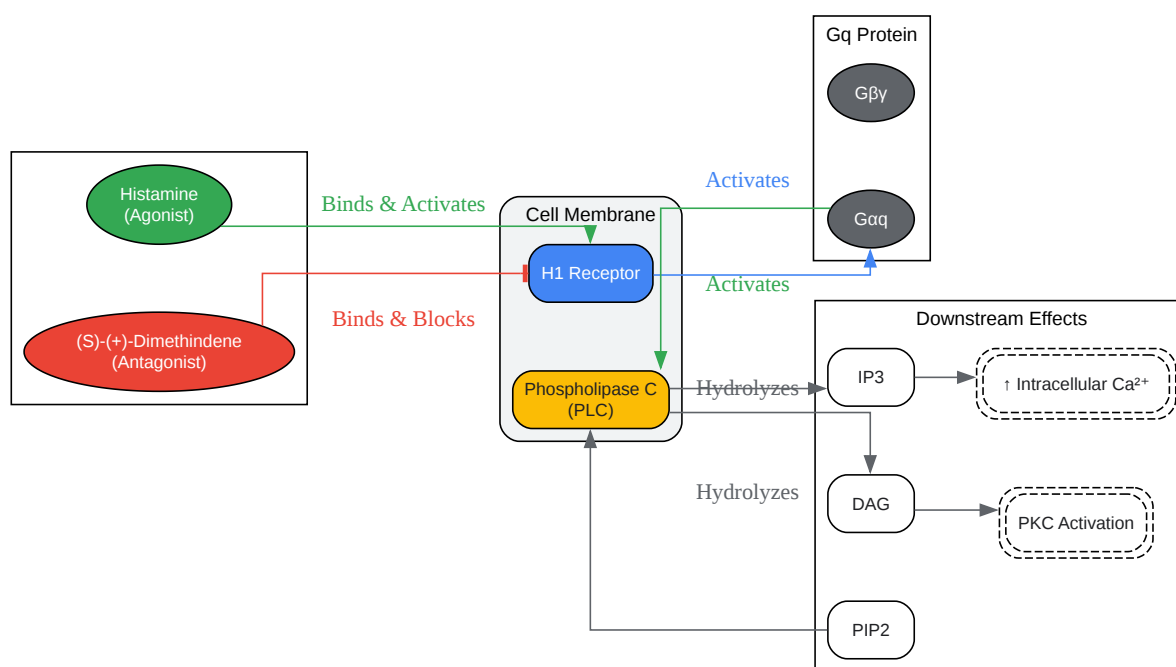 Histamine
(Agonist)
(S)-(+)-Dimethindene
(Antagonist)
Binds & Activates
Binds & Blocks
Cell Membrane
H1 Receptor
Phospholipase C
(PLC)
Activates
Activates
Gq Protein
Gβγ
Gαq
Hydrolyzes
Hydrolyzes
Downstream Effects
IP3
↑ Intracellular Ca²⁺
DAG
PKC Activation
PIP2